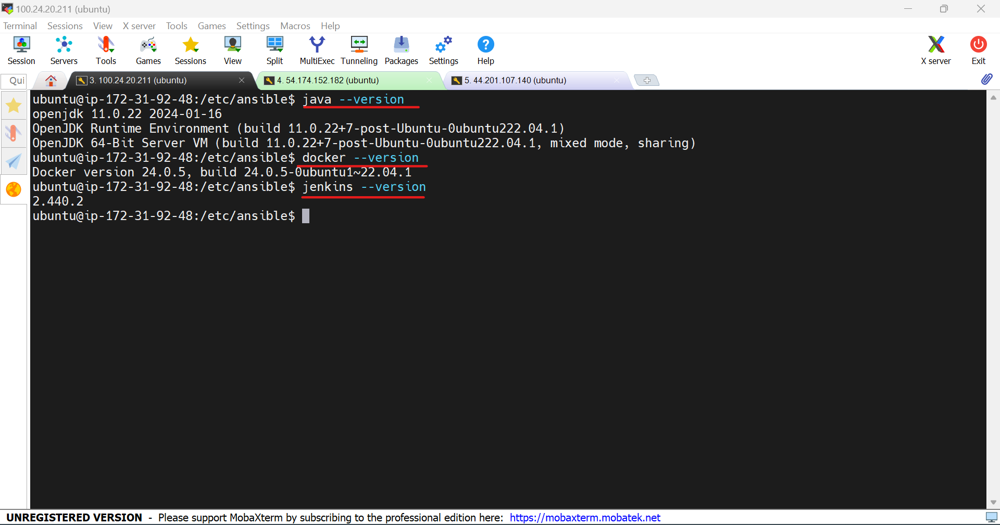 100.24.20.211 (ubuntu)
Terminal Sessions View X server Tools Games Settings Macros Help
Session Servers Tools Games Sessions View Split MultiExec Tunneling Packages Settings Help X server Exit
Qui 3. 100.24.20.211 (ubuntu) 4. 54.174.152.182 (ubuntu) 5. 44.201.107.140 (ubuntu)
ubuntu@ip-172-31-92-48:/etc/ansible$ java --version
openjdk 11.0.22 2024-01-16
OpenJDK Runtime Environment (build 11.0.22+7-post-Ubuntu-0ubuntu222.04.1)
OpenJDK 64-Bit Server VM (build 11.0.22+7-post-Ubuntu-0ubuntu222.04.1, mixed mode, sharing)
ubuntu@ip-172-31-92-48:/etc/ansible$ docker --version
Docker version 24.0.5, build 24.0.5-0ubuntu1~22.04.1
ubuntu@ip-172-31-92-48:/etc/ansible$ jenkins --version
2.440.2
ubuntu@ip-172-31-92-48:/etc/ansible$
UNREGISTERED VERSION - Please support MobaXterm by subscribing to the professional edition here: https://mobaxterm.mobatek.net